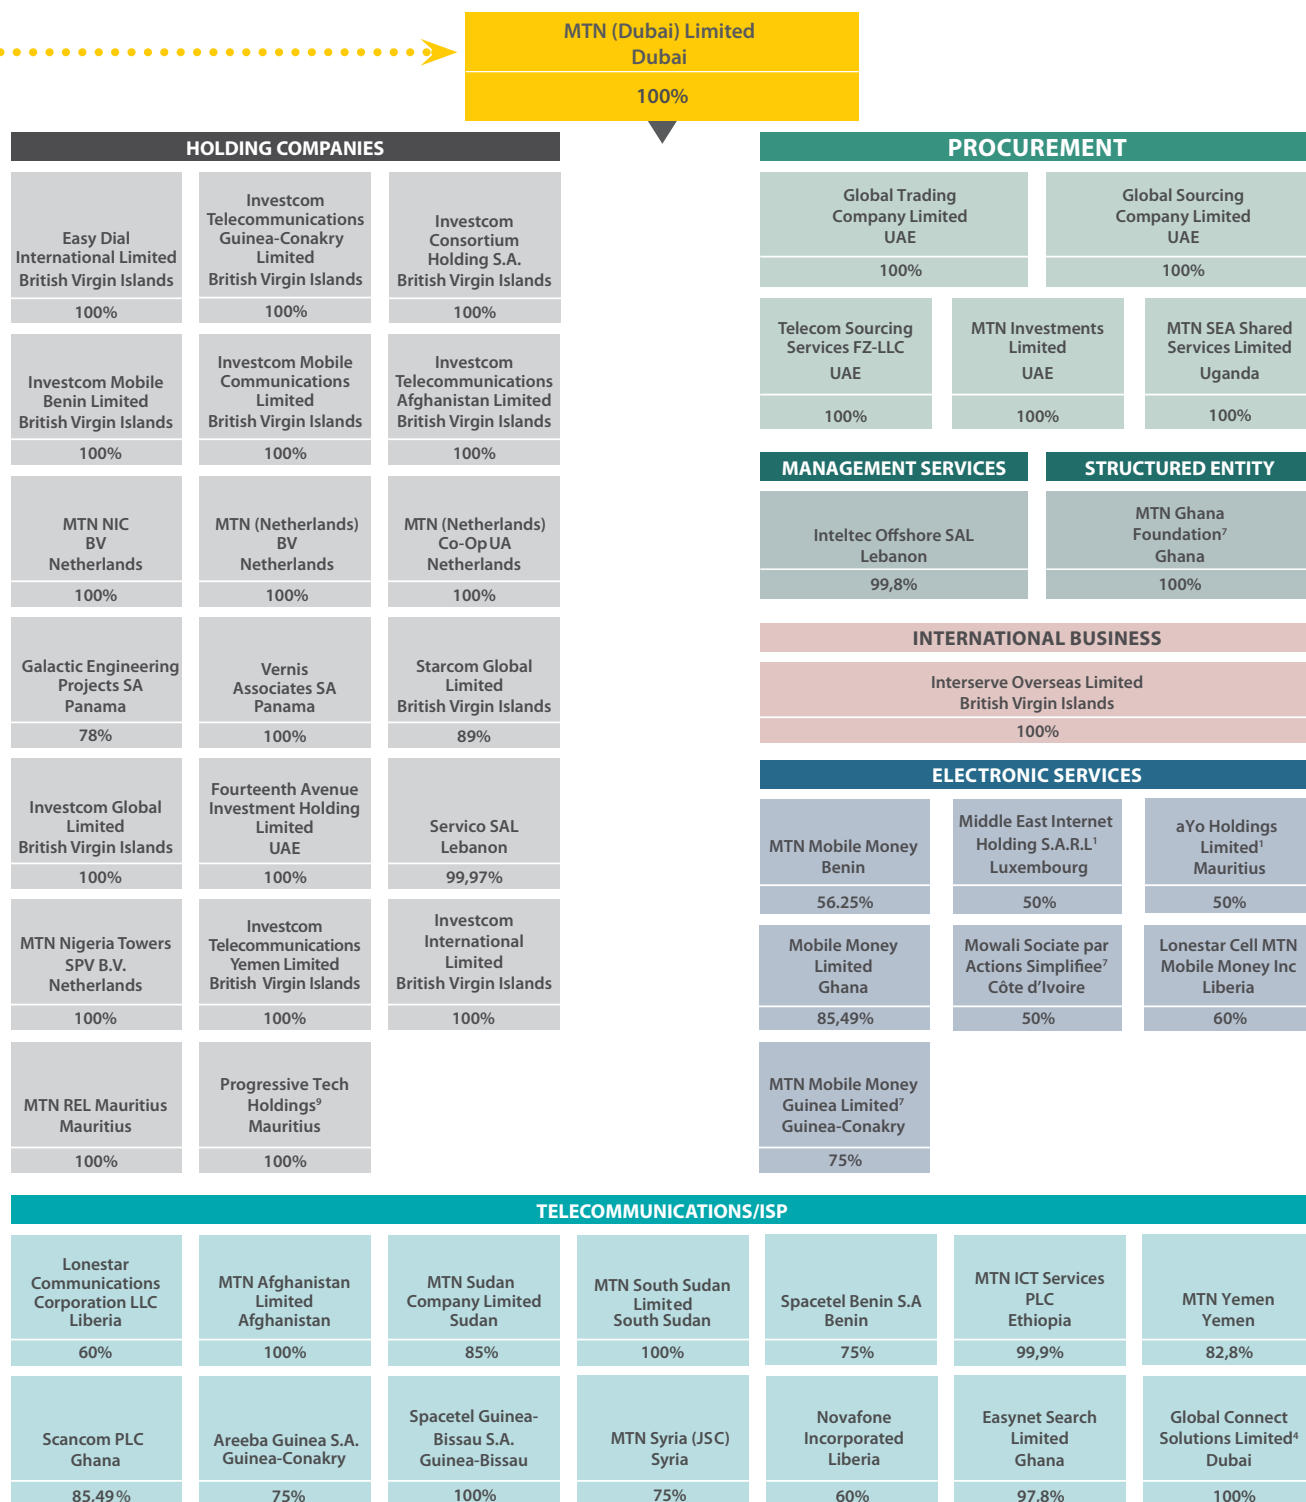 MTN (Dubai) Limited
Dubai
100%
HOLDING COMPANIES
Easy Dial
International Limited
British Virgin Islands
100%
Investcom
Telecommunications
Guinea-Conakry
Limited
British Virgin Islands
100%
Investcom
Consortium
Holding S.A.
British Virgin Islands
100%
Investcom Mobile
Benin Limited
British Virgin Islands
100%
Investcom Mobile
Communications
Limited
British Virgin Islands
100%
Investcom
Telecommunications
Afghanistan Limited
British Virgin Islands
100%
MTN NIC
BV
Netherlands
100%
MTN (Netherlands)
BV
Netherlands
100%
MTN (Netherlands)
Co-Op UA
Netherlands
100%
Galactic Engineering
Projects SA
Panama
78%
Vernis
Associates SA
Panama
100%
Starcom Global
Limited
British Virgin Islands
89%
Investcom Global
Limited
British Virgin Islands
100%
Fourteenth Avenue
Investment Holding
Limited
UAE
100%
Servico SAL
Lebanon
99,97%
MTN Nigeria Towers
SPV B.V.
Netherlands
100%
Investcom
Telecommunications
Yemen Limited
British Virgin Islands
100%
Investcom
International
Limited
British Virgin Islands
100%
MTN REL Mauritius
Mauritius
100%
Progressive Tech
Holdings⁹
Mauritius
100%
PROCUREMENT
Global Trading
Company Limited
UAE
100%
Global Sourcing
Company Limited
UAE
100%
Telecom Sourcing
Services FZ-LLC
UAE
100%
MTN Investments
Limited
UAE
100%
MTN SEA Shared
Services Limited
Uganda
100%
MANAGEMENT SERVICES
Inteltec Offshore SAL
Lebanon
99,8%
STRUCTURED ENTITY
MTN Ghana
Foundation⁷
Ghana
100%
INTERNATIONAL BUSINESS
Interserve Overseas Limited
British Virgin Islands
100%
ELECTRONIC SERVICES
MTN Mobile Money
Benin
56.25%
Middle East Internet
Holding S.A.R.L¹
Luxembourg
50%
aYo Holdings
Limited¹
Mauritius
50%
Mobile Money
Limited
Ghana
85,49%
Mowali Sociate par
Actions Simplifiee⁷
Côte d’Ivoire
50%
Lonestar Cell MTN
Mobile Money Inc
Liberia
60%
MTN Mobile Money
Guinea Limited⁷
Guinea-Conakry
75%
TELECOMMUNICATIONS/ISP
Lonestar
Communications
Corporation LLC
Liberia
60%
MTN Afghanistan
Limited
Afghanistan
100%
MTN Sudan
Company Limited
Sudan
85%
MTN South Sudan
Limited
South Sudan
100%
Spacetel Benin S.A
Benin
75%
MTN ICT Services
PLC
Ethiopia
99,9%
MTN Yemen
Yemen
82,8%
Scancom PLC
Ghana
85,49%
Areeba Guinea S.A.
Guinea-Conakry
75%
Spacetel Guinea-
Bissau S.A.
Guinea-Bissau
100%
MTN Syria (JSC)
Syria
75%
Novafone
Incorporated
Liberia
60%
Easynet Search
Limited
Ghana
97,8%
Global Connect
Solutions Limited⁴
Dubai
100%